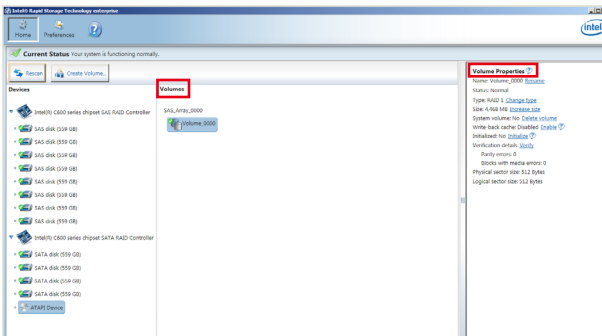 Intel® Rapid Storage Technology enterprise
Home
Preferences
?
intel
Current Status Your system is functioning normally.
Rescan
Create Volume...
Devices
Intel(R) C600 series chipset SAS RAID Controller
SAS disk (559 GB)
SAS disk (559 GB)
SAS disk (559 GB)
SAS disk (559 GB)
SAS disk (559 GB)
SAS disk (559 GB)
SAS disk (559 GB)
SAS disk (559 GB)
Intel(R) C600 series chipset SATA RAID Controller
SATA disk (559 GB)
SATA disk (559 GB)
SATA disk (559 GB)
SATA disk (559 GB)
ATAPI Device
Volumes
SAS_Array_0000
Volume_0000
Volume Properties ?
Name: Volume_0000 Rename
Status: Normal
Type: RAID 1 Change type
Size: 4,468 MB Increase size
System volume: No Delete volume
Write back cache: Disabled Enable ?
Initialized: No Initialize ?
Verification details Verify
Parity errors: 0
Blocks with media errors: 0
Physical sector size: 512 Bytes
Logical sector size: 512 Bytes